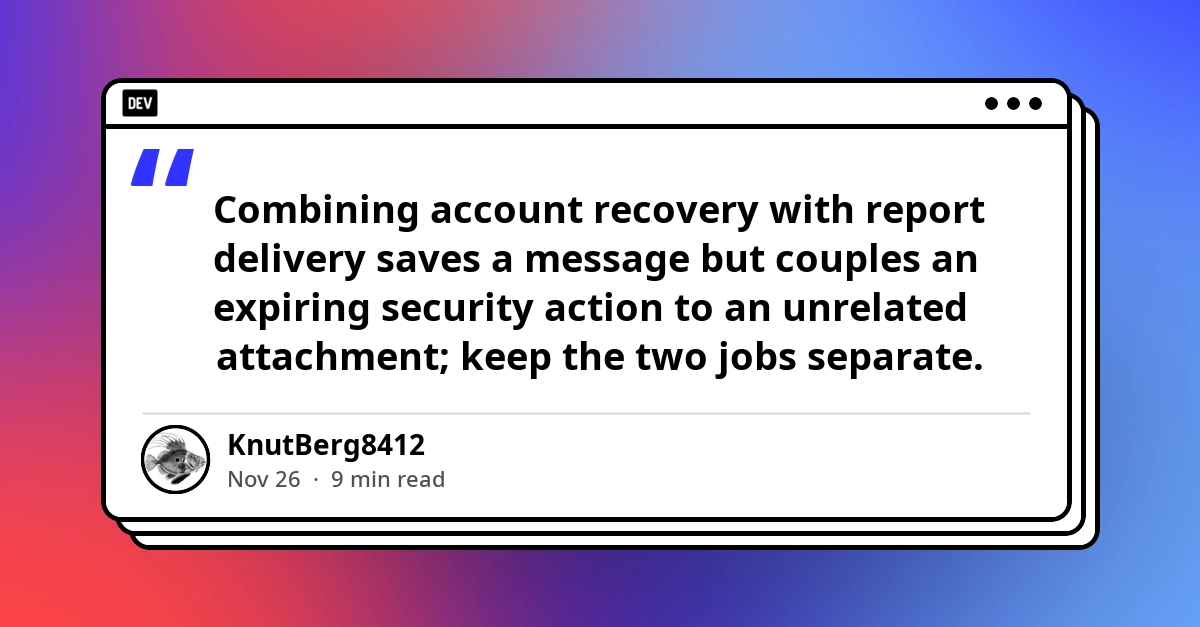 DEV
“
Combining account recovery with report
delivery saves a message but couples an
expiring security action to an unrelated
attachment; keep the two jobs separate.
KnutBerg8412
Nov 26 · 9 min read